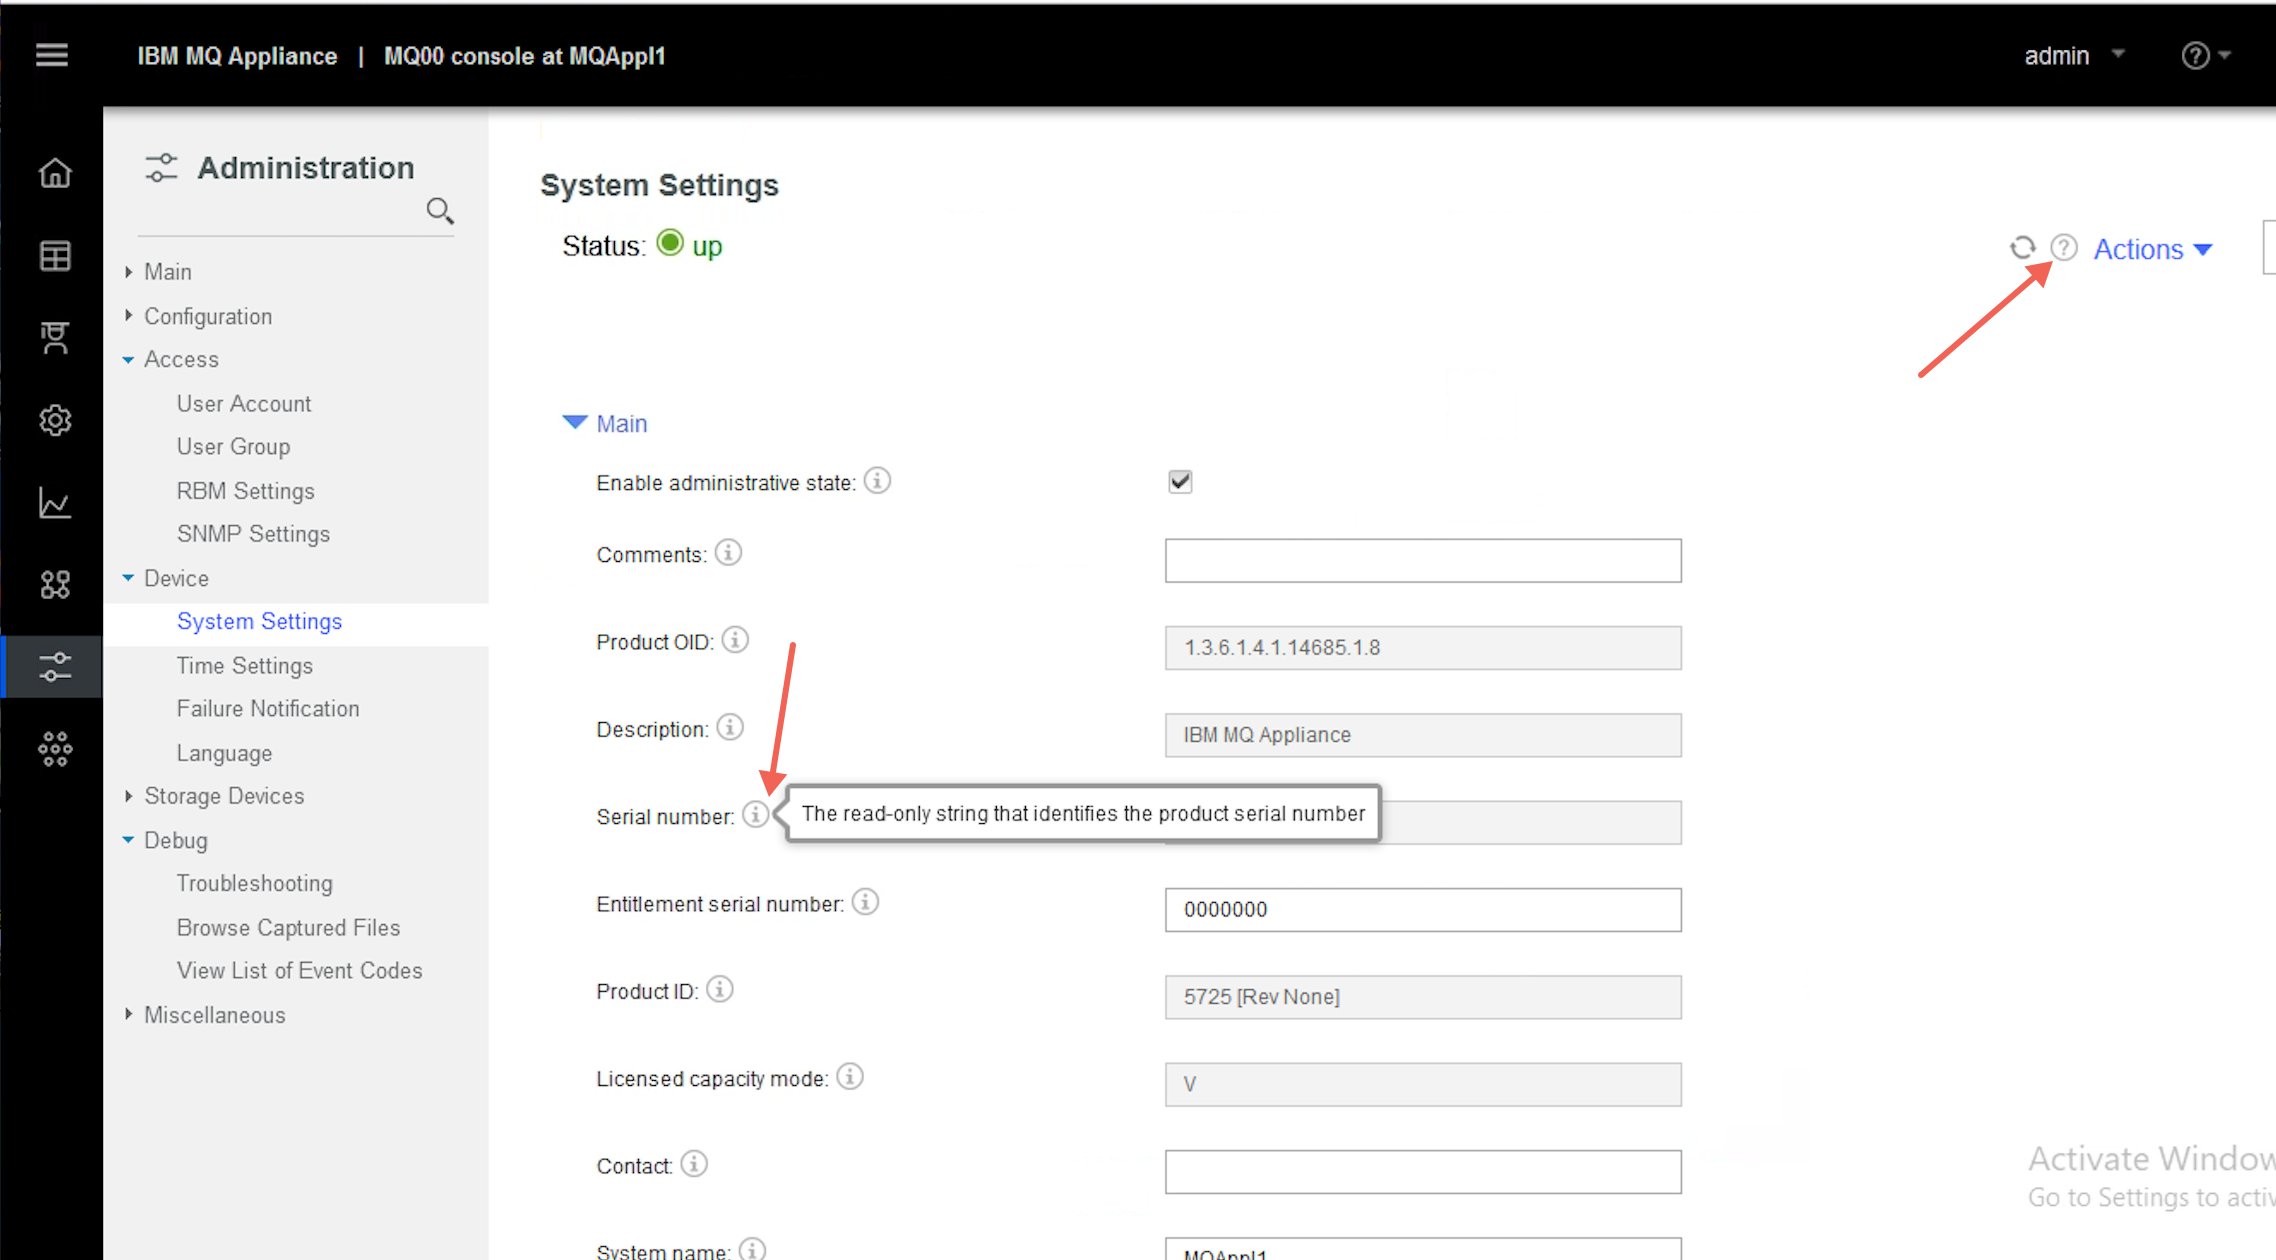 IBM MQ Appliance | MQ00 console at MQAppl1
admin
Administration
Main
Configuration
Access
User Account
User Group
RBM Settings
SNMP Settings
Device
System Settings
Time Settings
Failure Notification
Language
Storage Devices
Debug
Troubleshooting
Browse Captured Files
View List of Event Codes
Miscellaneous
System Settings
Status: up
Actions
Main
Enable administrative state:
Comments:
Product OID: 1.3.6.1.4.1.14685.1.8
Description: IBM MQ Appliance
Serial number: The read-only string that identifies the product serial number
Entitlement serial number: 0000000
Product ID: 5725 [Rev None]
Licensed capacity mode: V
Contact:
System name: MQAppl1
Activate Window
Go to Settings to activ